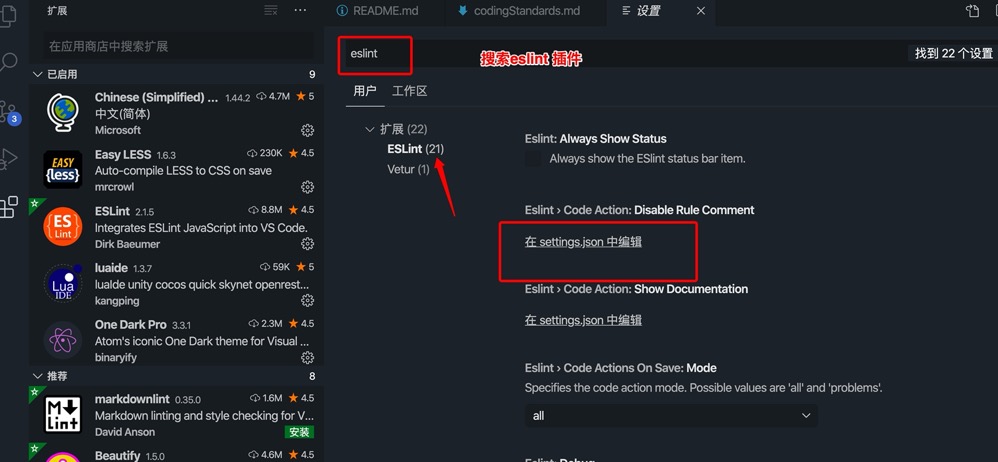 扩展
在应用商店中搜索扩展
已启用 9
Chinese (Simplified) ... 1.44.2 4.7M 5
中文(简体)
Microsoft
EASY
{less}
Easy LESS 1.6.3 230K 4.5
Auto-compile LESS to CSS on save
mrcrowl
ES
Lint
ESLint 2.1.5 8.8M 4.5
Integrates ESLint JavaScript into VS Code.
Dirk Baeumer
Lua
IDE
luaide 1.3.7 59K 5
luaIde unity cocos quick skynet openrest...
kangping
One Dark Pro 3.3.1 2.3M 4.5
Atom's iconic One Dark theme for Visual ...
binaryify
推荐 8
M
Lint
markdownlint 0.35.0 1.6M 4.5
Markdown linting and style checking for V...
David Anson 安装
Beautify 1.5.0 4.6M 4.5
3
README.md
codingStandards.md
设置
eslint
搜索eslint 插件
找到 22 个设置
用户 工作区
扩展 (22)
ESLint (21)
Vetur (1)
Eslint: Always Show Status
Always show the ESlint status bar item.
Eslint › Code Action: Disable Rule Comment
在 settings.json 中编辑
Eslint › Code Action: Show Documentation
在 settings.json 中编辑
Eslint › Code Actions On Save: Mode
Specifies the code action mode. Possible values are 'all' and 'problems'.
all
Eslint: Debug